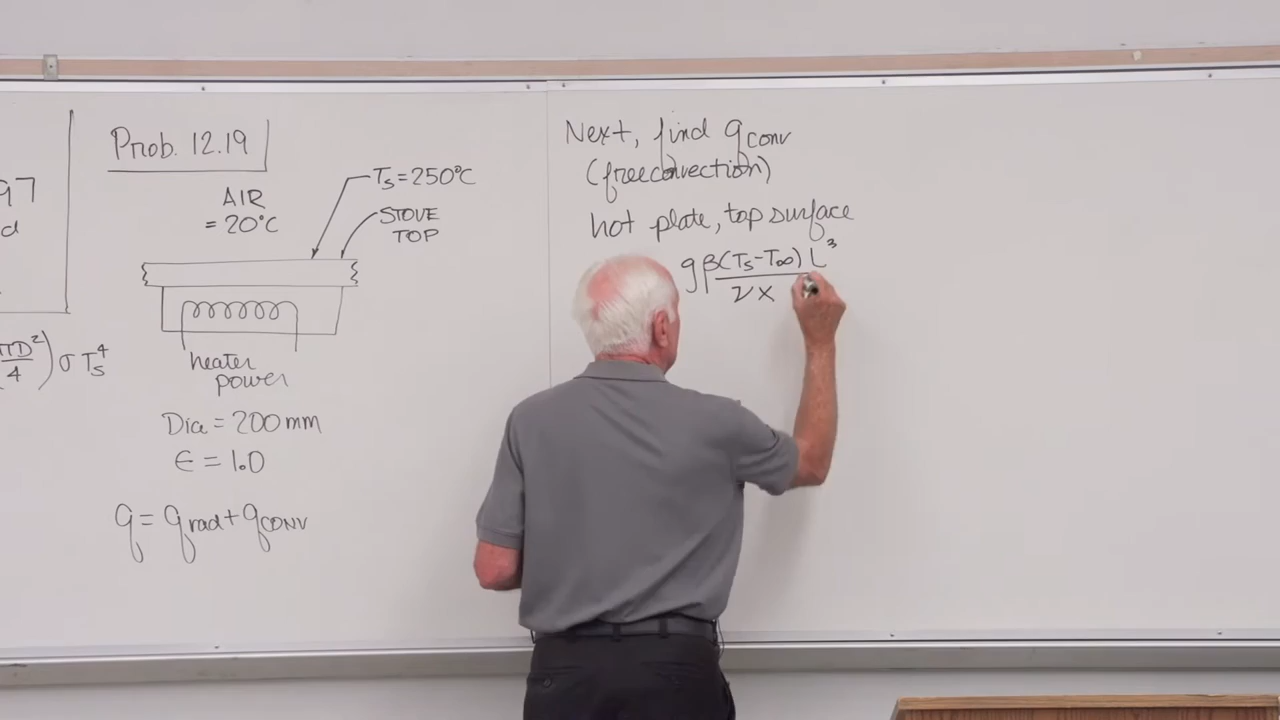 97
d
(πD²/4) σ Tₛ⁴
Prob. 12.19
AIR
= 20°C
Tₛ = 250°C
STOVE
TOP
heater
power
Dia = 200 mm
ϵ = 1.0
q = q rad + q CONV
Next, find q conv
(free convection)
hot plate, top surface
gβ(Tₛ-T∞) L³
ν x